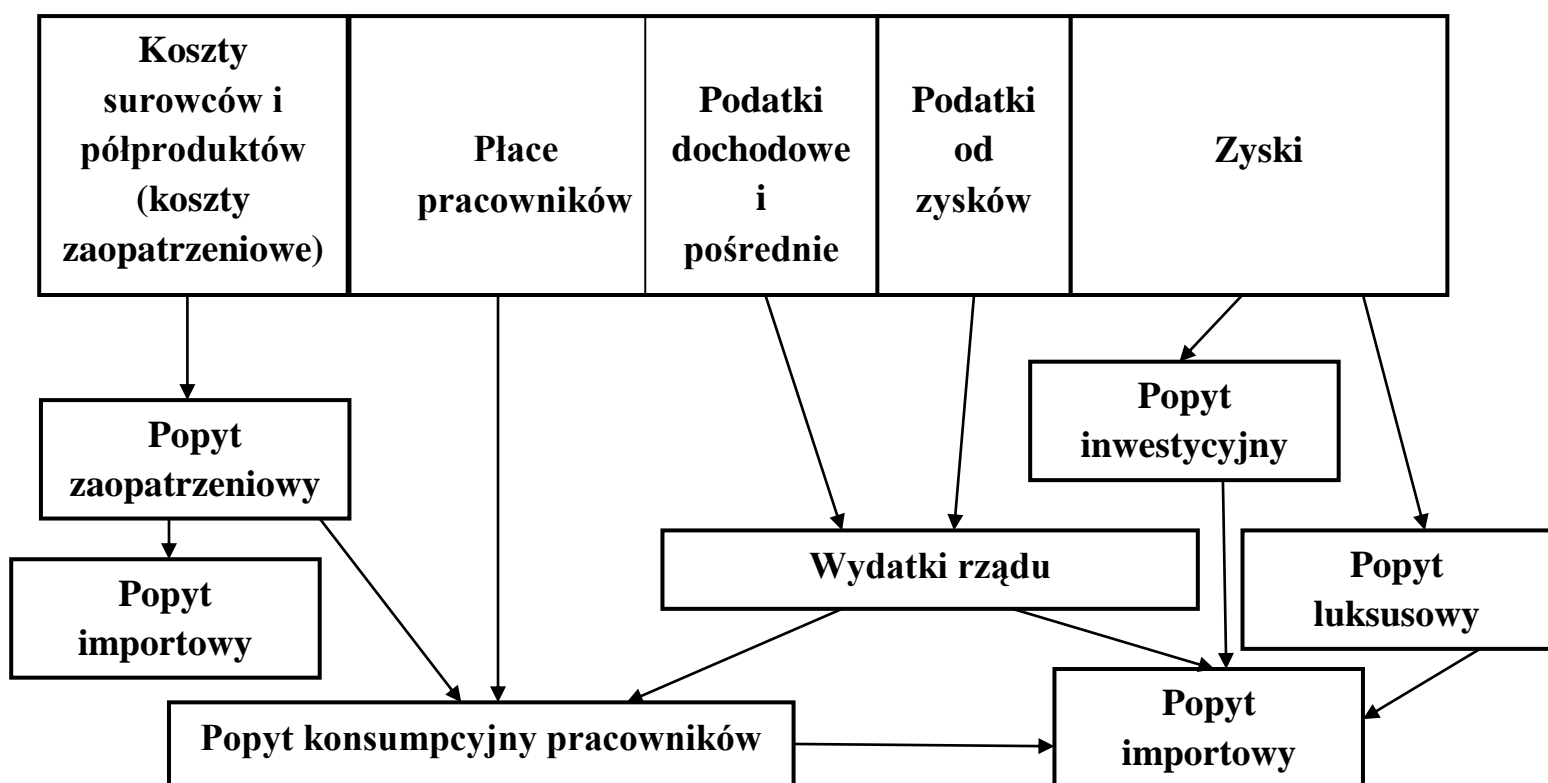 Koszty
surowców i
półproduktów
(koszty
zaopatrzeniowe)
Płace
pracowników
Podatki
dochodowe
i
pośrednie
Podatki
od
zysków
Zyski
Popyt
zaopatrzeniowy
Popyt
inwestycyjny
Popyt
importowy
Wydatki rządu
Popyt
luksusowy
Popyt konsumpcyjny pracowników
Popyt
importowy